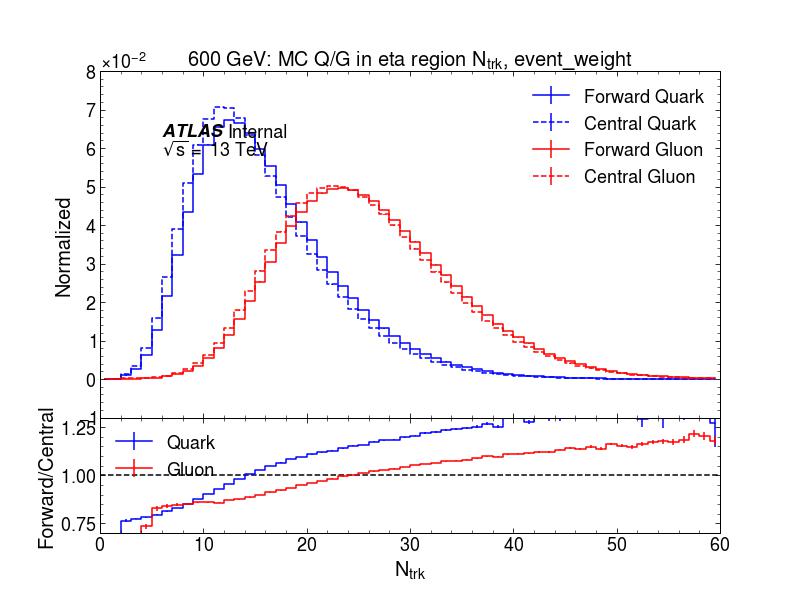 ×10⁻²
600 GeV: MC Q/G in eta region N_trk, event_weight
8
7
6
5
4
3
2
1
0
1
Normalized
ATLAS Internal
√s = 13 TeV
Forward Quark
Central Quark
Forward Gluon
Central Gluon
1.25
1.00
0.75
Forward/Central
Quark
Gluon
0 10 20 30 40 50 60
N_trk